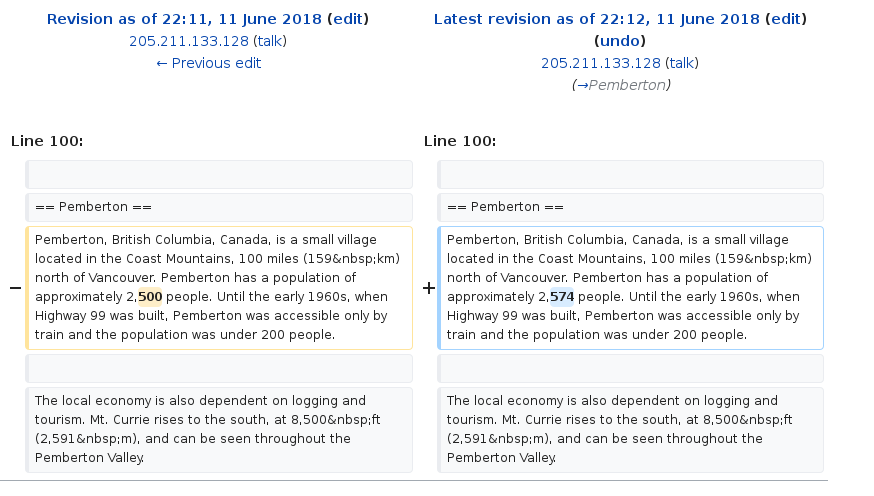 Revision as of 22:11, 11 June 2018 (edit)
205.211.133.128 (talk)
← Previous edit
Latest revision as of 22:12, 11 June 2018 (edit)
(undo)
205.211.133.128 (talk)
(→Pemberton)
Line 100:
Line 100:
== Pemberton ==
== Pemberton ==
− Pemberton, British Columbia, Canada, is a small village
located in the Coast Mountains, 100 miles (159&nbsp;km)
north of Vancouver. Pemberton has a population of
approximately 2,500 people. Until the early 1960s, when
Highway 99 was built, Pemberton was accessible only by
train and the population was under 200 people.
+ Pemberton, British Columbia, Canada, is a small village
located in the Coast Mountains, 100 miles (159&nbsp;km)
north of Vancouver. Pemberton has a population of
approximately 2,574 people. Until the early 1960s, when
Highway 99 was built, Pemberton was accessible only by
train and the population was under 200 people.
The local economy is also dependent on logging and
tourism. Mt. Currie rises to the south, at 8,500&nbsp;ft
(2,591&nbsp;m), and can be seen throughout the
Pemberton Valley.
The local economy is also dependent on logging and
tourism. Mt. Currie rises to the south, at 8,500&nbsp;ft
(2,591&nbsp;m), and can be seen throughout the
Pemberton Valley.